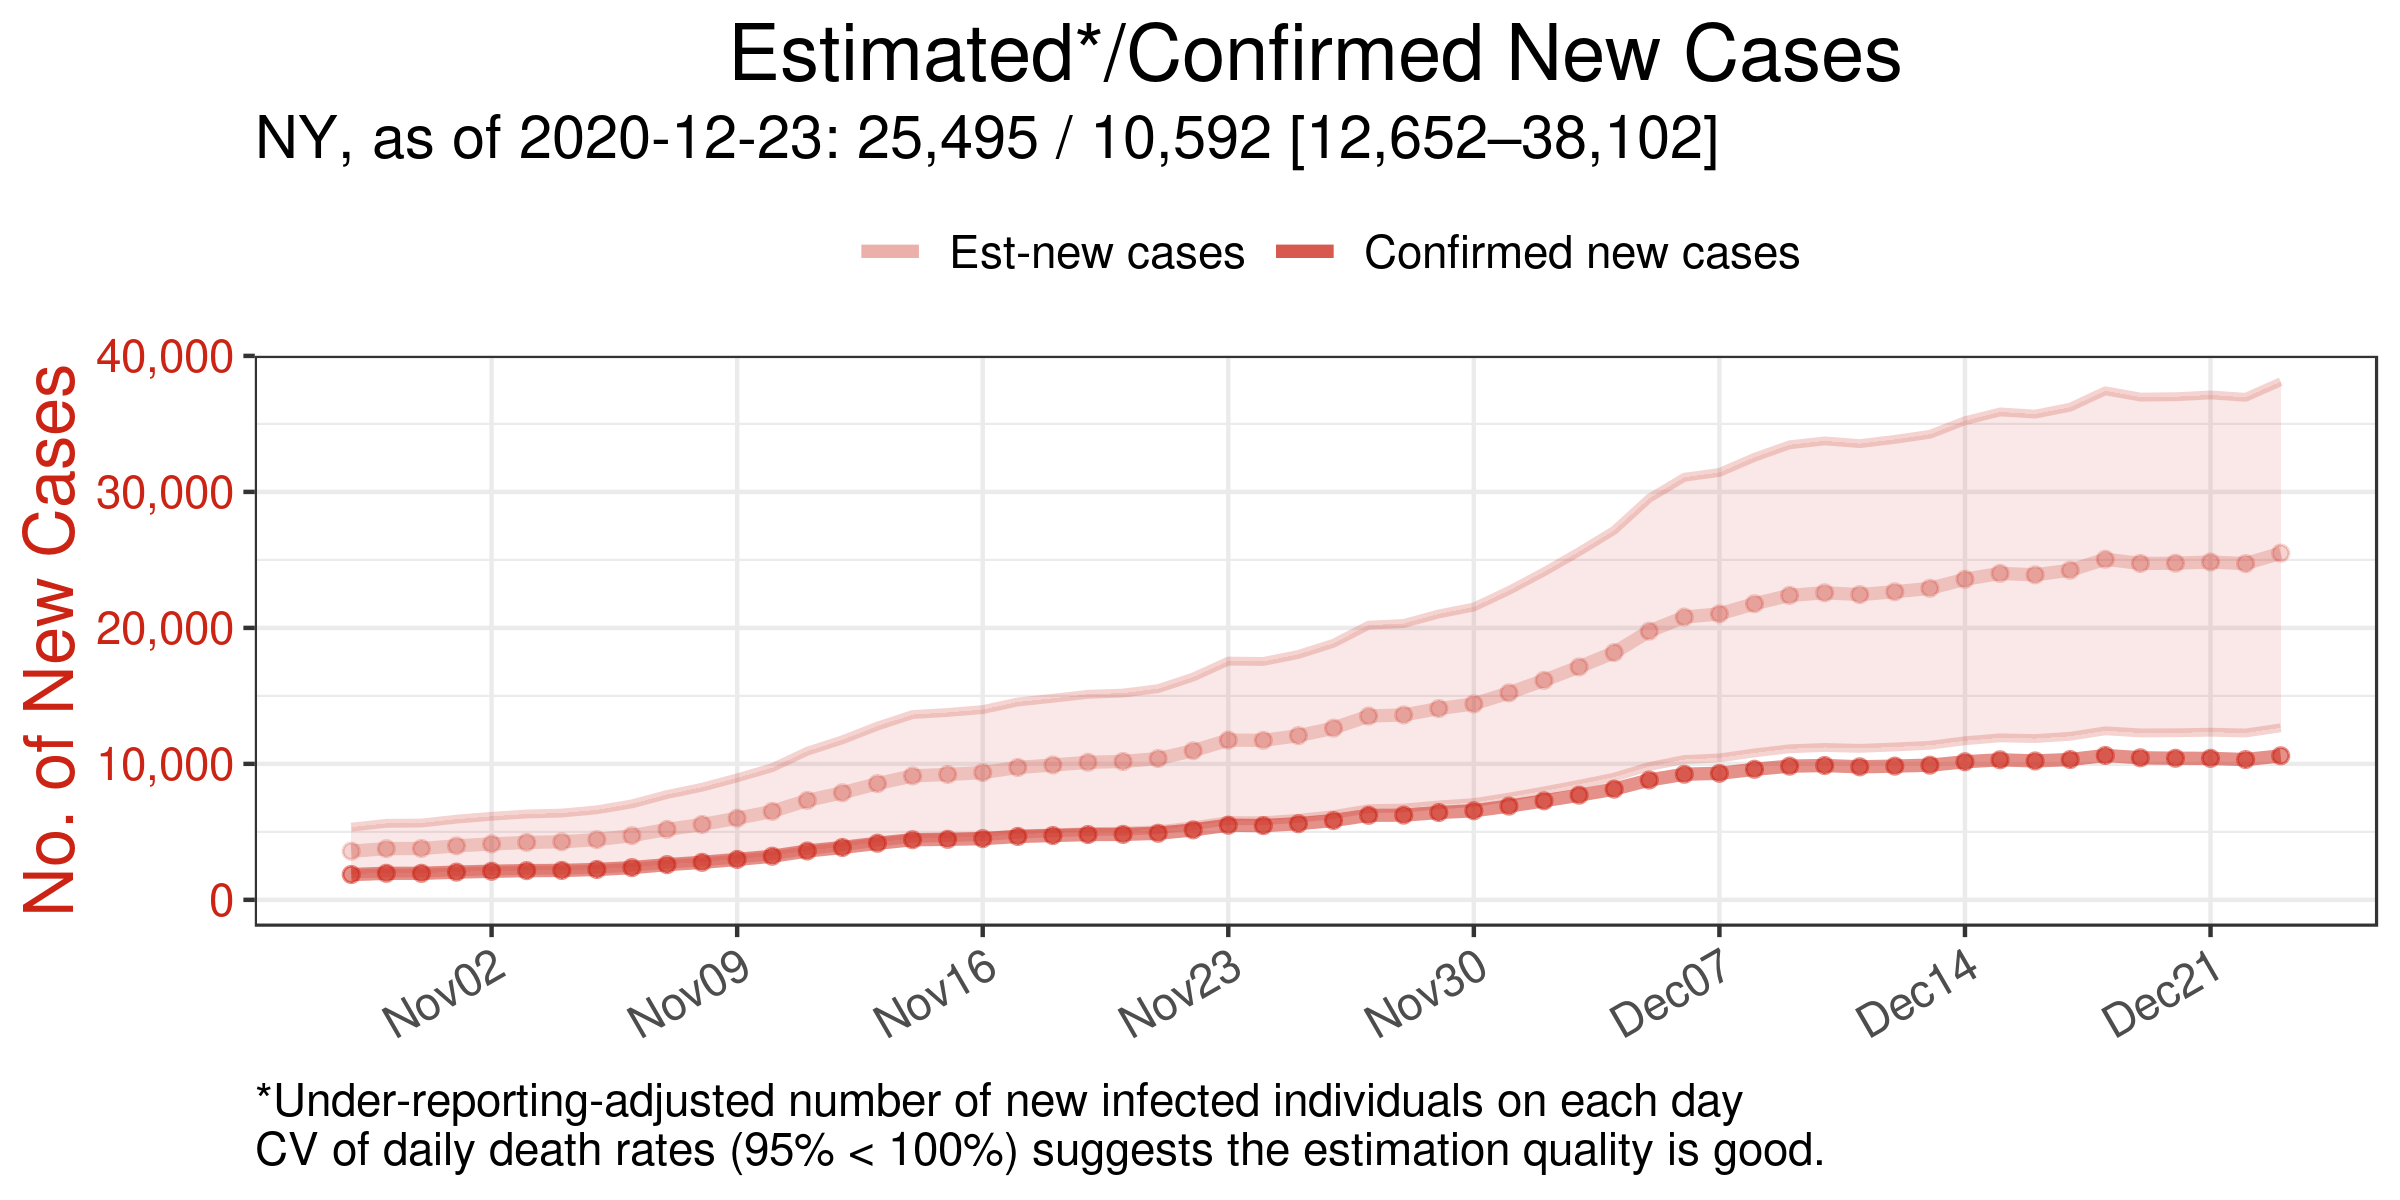 Estimated*/Confirmed New Cases
NY, as of 2020-12-23: 25,495 / 10,592 [12,652–38,102]
Est-new cases Confirmed new cases
No. of New Cases
40,000
30,000
20,000
10,000
0
Nov02 Nov09 Nov16 Nov23 Nov30 Dec07 Dec14 Dec21
*Under-reporting-adjusted number of new infected individuals on each day
CV of daily death rates (95% < 100%) suggests the estimation quality is good.